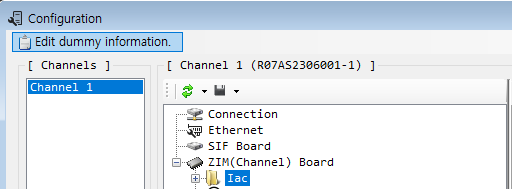 Configuration
Edit dummy information.
[ Channels ]
Channel 1
[ Channel 1 (R07AS2306001-1) ]
Connection
Ethernet
SIF Board
ZIM(Channel) Board
Iac